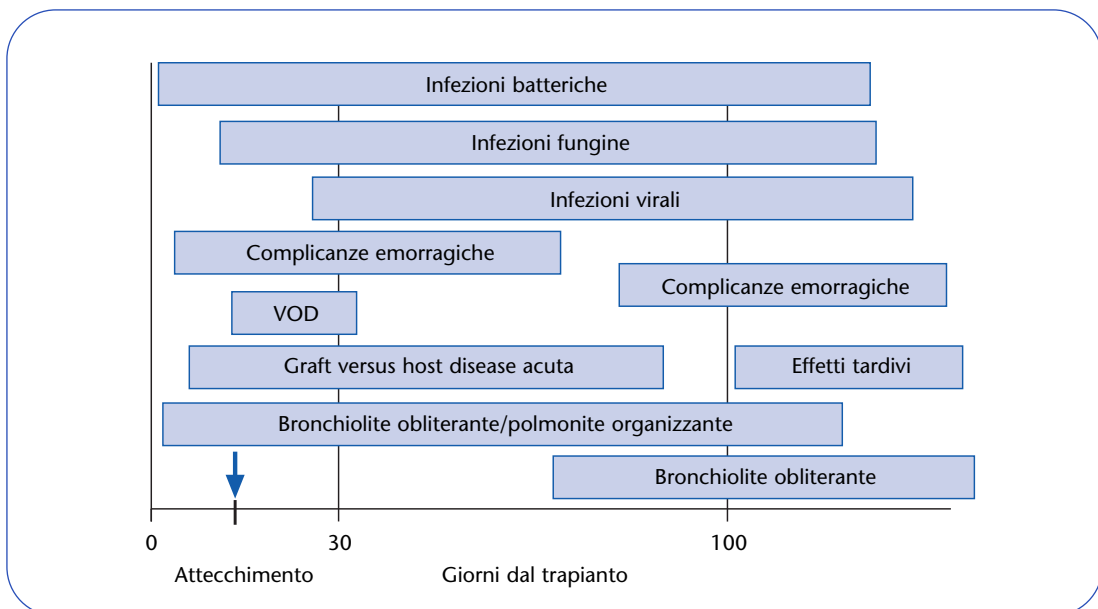 Infezioni batteriche
Infezioni fungine
Infezioni virali
Complicanze emorragiche
Complicanze emorragiche
VOD
Graft versus host disease acuta
Effetti tardivi
Bronchiolite obliterante/polmonite organizzante
Bronchiolite obliterante
0 30 100
Attecchimento Giorni dal trapianto